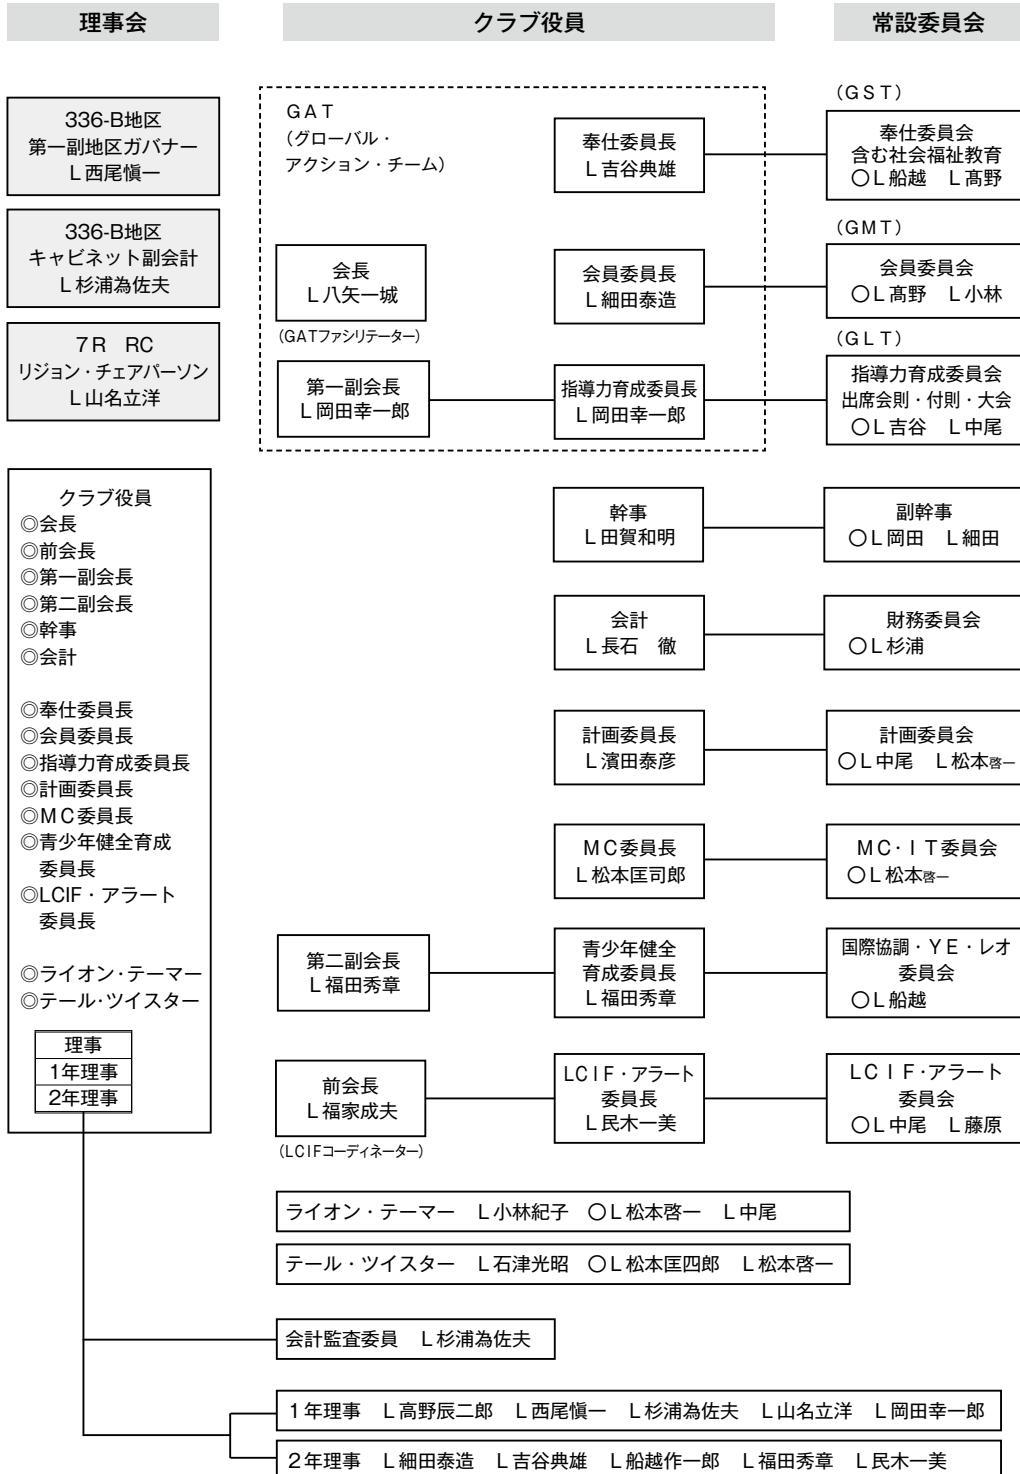 理事会
クラブ役員
常設委員会
336-B地区
第一副地区ガバナー
L西尾愼一
336-B地区
キャビネット副会計
L杉浦為佐夫
7R　RC
リジョン・チェアパーソン
L山名立洋
クラブ役員
◎会長
◎前会長
◎第一副会長
◎第二副会長
◎幹事
◎会計
◎奉仕委員長
◎会員委員長
◎指導力育成委員長
◎計画委員長
◎MC委員長
◎青少年健全育成
委員長
◎LCIF・アラート
委員長
◎ライオン・テーマー
◎テール・ツイスター
理事
1年理事
2年理事
GAT
（グローバル・
アクション・チーム）
会長
L八矢一城
(GATファシリテーター)
第一副会長
L岡田幸一郎
奉仕委員長
L吉谷典雄
会員委員長
L細田泰造
指導力育成委員長
L岡田幸一郎
（GST）
奉仕委員会
含む社会福祉教育
○L船越　L髙野
（GMT）
会員委員会
○L髙野　L小林
（GLT）
指導力育成委員会
出席会則・付則・大会
○L吉谷　L中尾
幹事
L田賀和明
副幹事
○L岡田　L細田
会計
L長石　徹
財務委員会
○L杉浦
計画委員長
L濱田泰彦
計画委員会
○L中尾　L松本啓一
MC委員長
L松本匡司郎
MC・IT委員会
○L松本啓一
第二副会長
L福田秀章
青少年健全
育成委員長
L福田秀章
国際協調・YE・レオ
委員会
○L船越
前会長
L福家成夫
(LCIFコーディネーター)
LCIF・アラート
委員長
L民木一美
LCIF・アラート
委員会
○L中尾　L藤原
ライオン・テーマー　L小林紀子　○L松本啓一　L中尾
テール・ツイスター　L石津光昭　○L松本匡四郎　L松本啓一
会計監査委員　L杉浦為佐夫
1年理事　L高野辰二郎　L西尾愼一　L杉浦為佐夫　L山名立洋　L岡田幸一郎
2年理事　L細田泰造　L吉谷典雄　L船越作一郎　L福田秀章　L民木一美